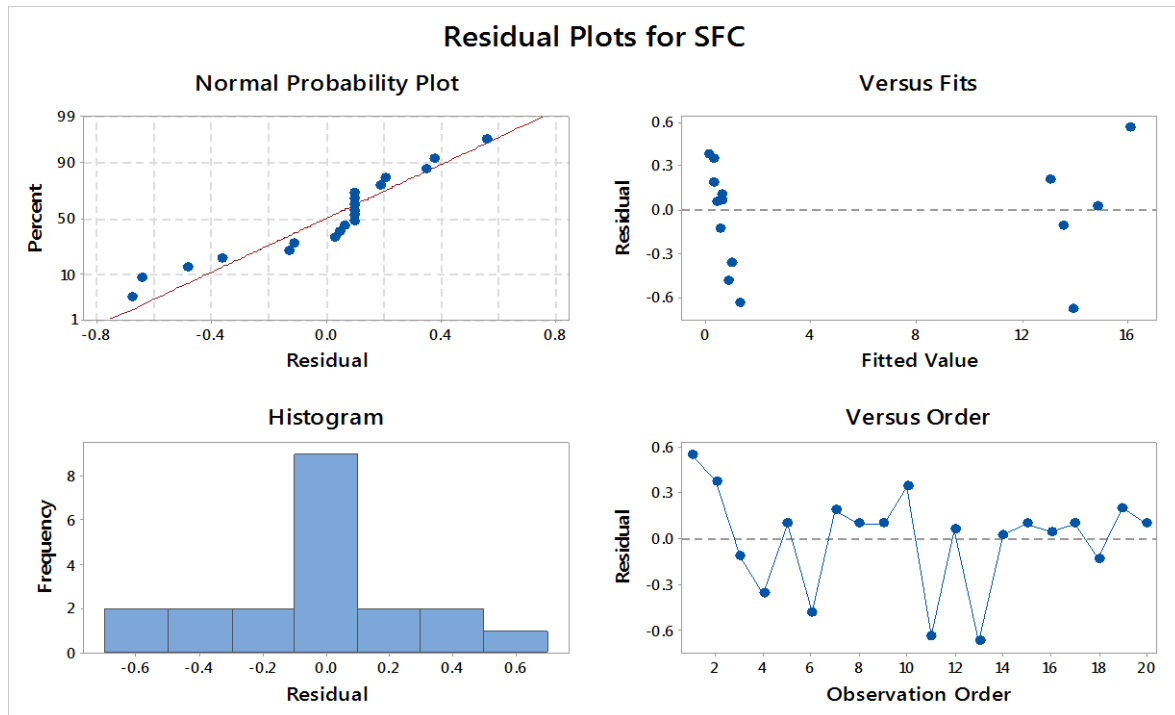 Residual Plots for SFC
Normal Probability Plot
99
90
50
10
1
Percent
-0.8 -0.4 0.0 0.4 0.8
Residual
Versus Fits
0.6
0.3
0.0
-0.3
-0.6
Residual
0 4 8 12 16
Fitted Value
Histogram
8
6
4
2
0
Frequency
-0.6 -0.4 -0.2 0.0 0.2 0.4 0.6
Residual
Versus Order
0.6
0.3
0.0
-0.3
-0.6
Residual
2 4 6 8 10 12 14 16 18 20
Observation Order